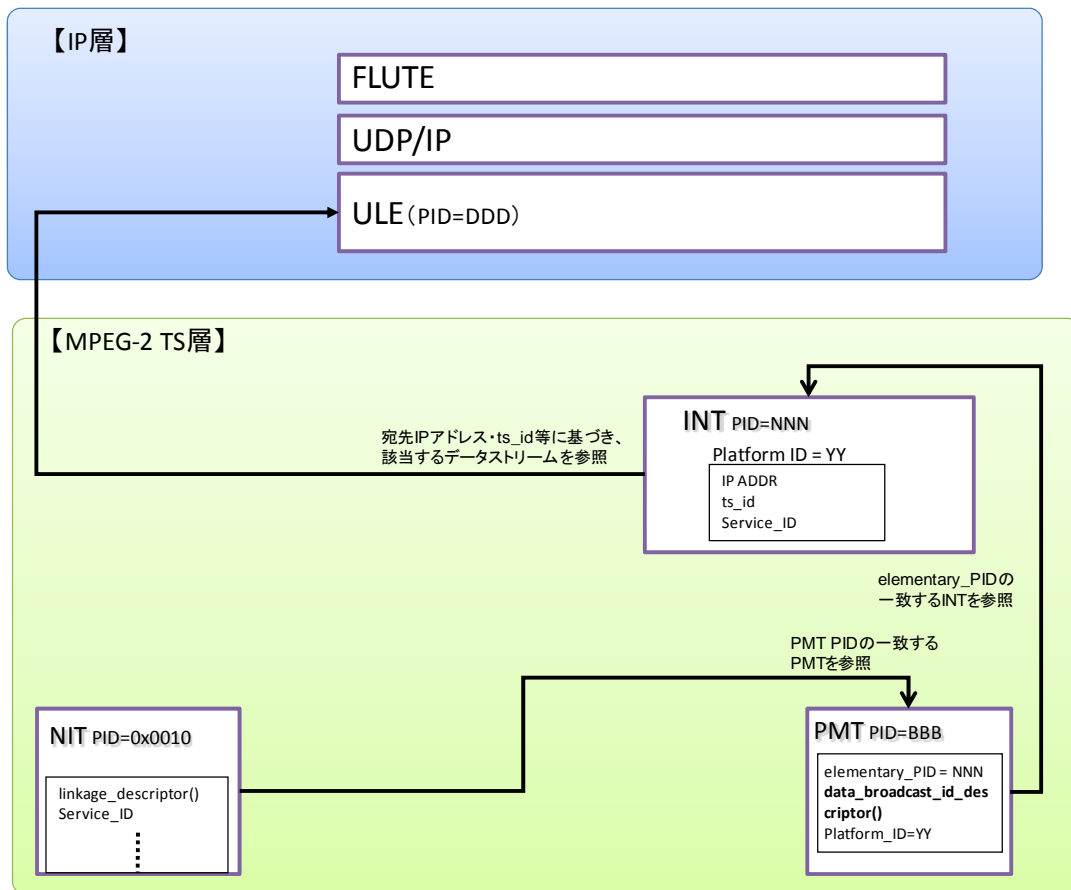 【IP層】
FLUTE
UDP/IP
ULE（PID=DDD）
【MPEG-2 TS層】
INT PID=NNN
Platform ID = YY
IP ADDR
ts_id
Service_ID
宛先IPアドレス・ts_id等に基づき、
該当するデータストリームを参照
elementary_PIDの
一致するINTを参照
PMT PIDの一致する
PMTを参照
NIT PID=0x0010
linkage_descriptor()
Service_ID
PMT PID=BBB
elementary_PID = NNN
data_broadcast_id_des
criptor()
Platform_ID=YY